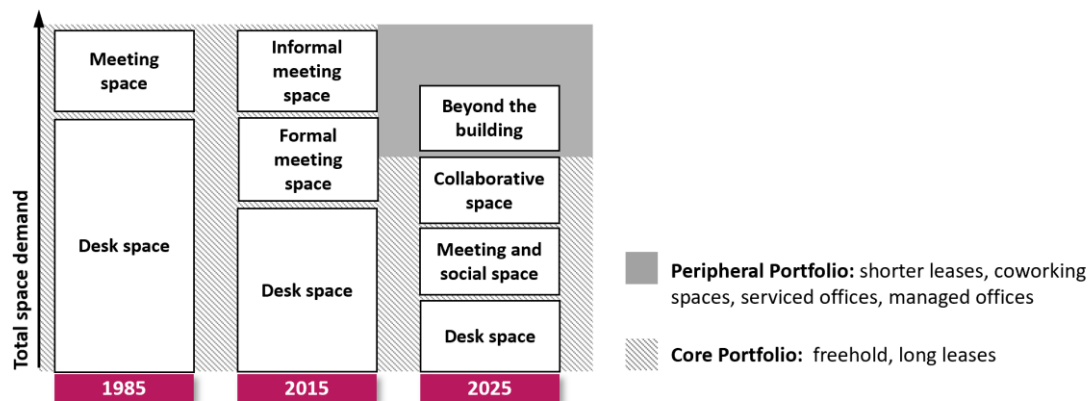 Total space demand
Meeting
space
Desk space
1985
Informal
meeting
space
Formal
meeting
space
Desk space
2015
Beyond the
building
Collaborative
space
Meeting and
social space
Desk space
2025
Peripheral Portfolio: shorter leases, coworking
spaces, serviced offices, managed offices
Core Portfolio: freehold, long leases